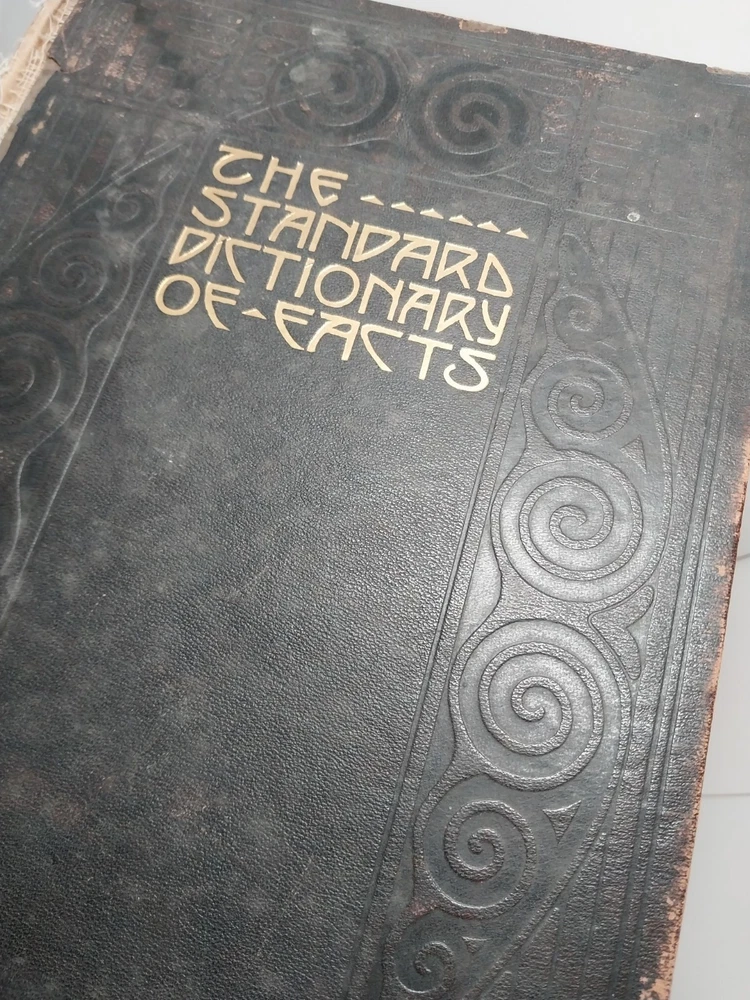 THE
STANDARD
DICTIONARY
OF-FACTS